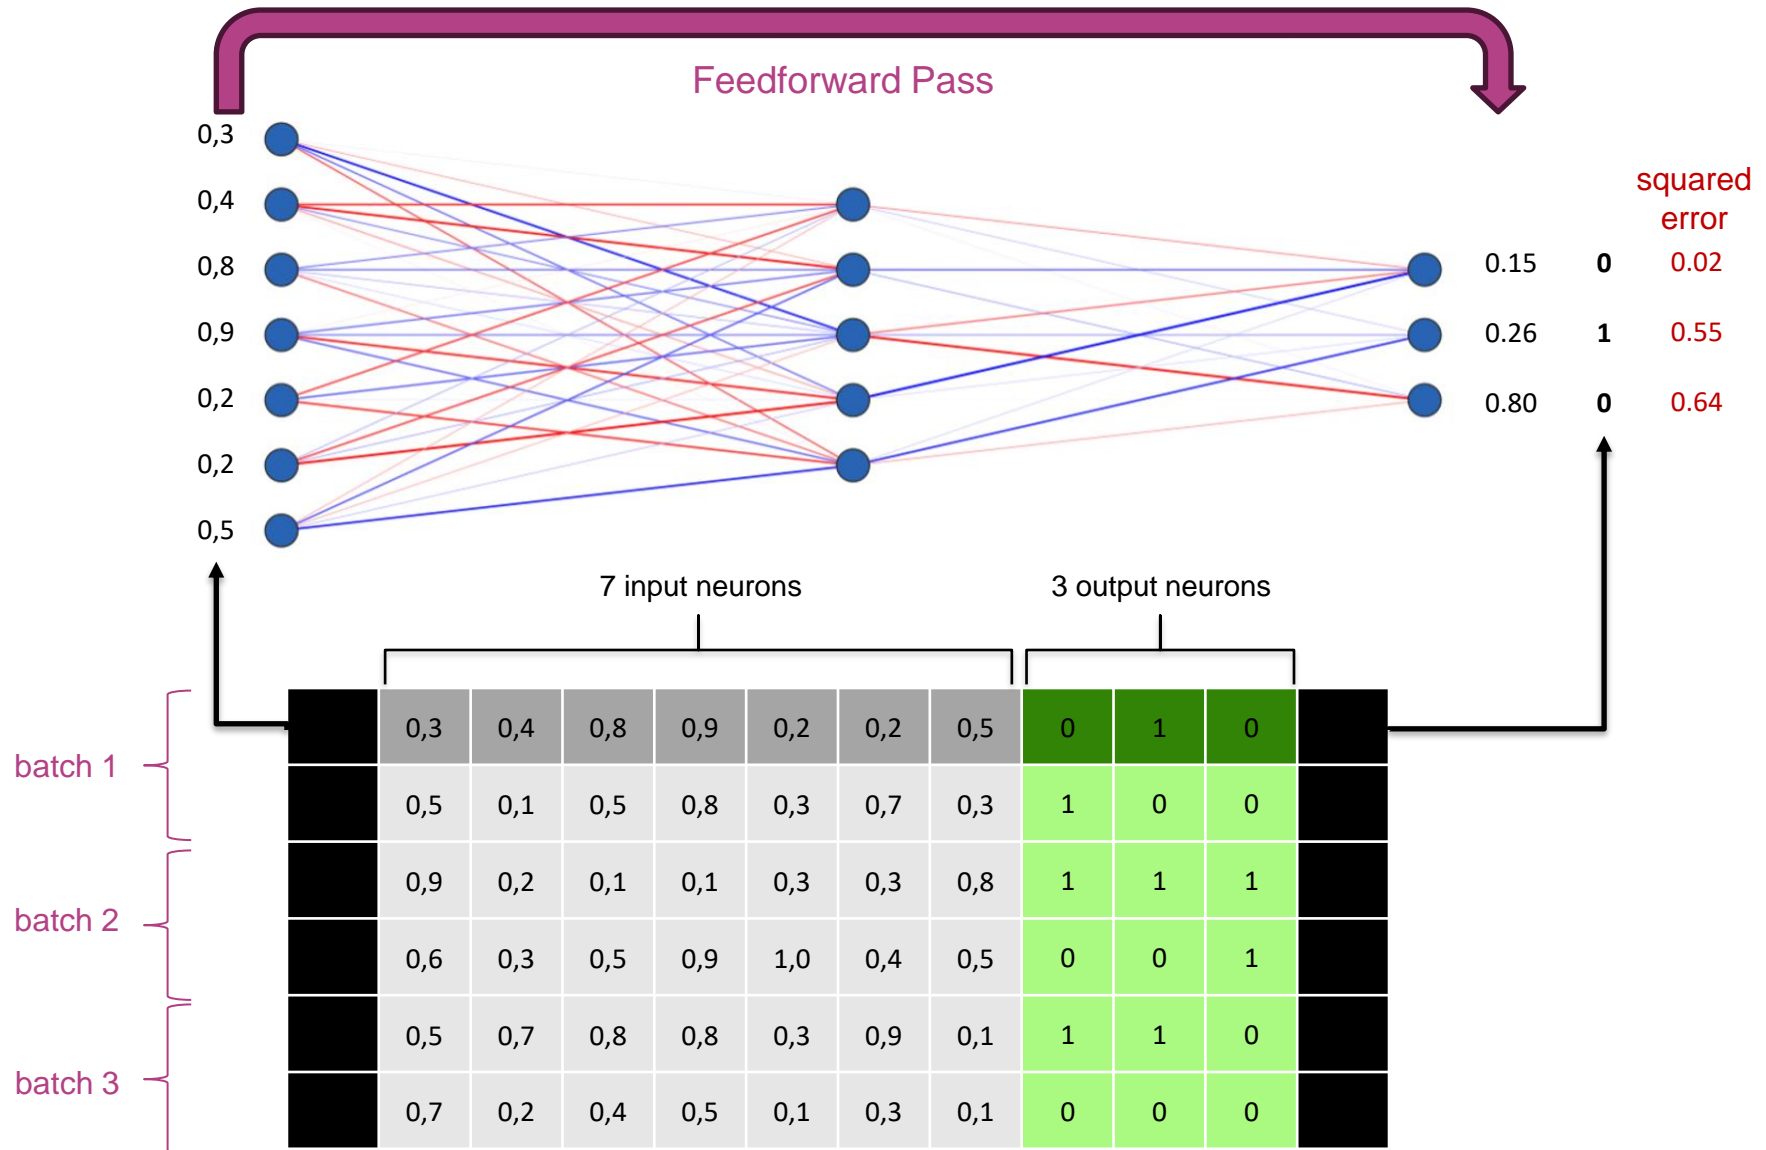 Feedforward Pass
0,3
0,4
0,8
0,9
0,2
0,2
0,5
squared
error
0.15 0 0.02
0.26 1 0.55
0.80 0 0.64
7 input neurons
3 output neurons
batch 1
batch 2
batch 3
0,3 0,4 0,8 0,9 0,2 0,2 0,5 0 1 0
0,5 0,1 0,5 0,8 0,3 0,7 0,3 1 0 0
0,9 0,2 0,1 0,1 0,3 0,3 0,8 1 1 1
0,6 0,3 0,5 0,9 1,0 0,4 0,5 0 0 1
0,5 0,7 0,8 0,8 0,3 0,9 0,1 1 1 0
0,7 0,2 0,4 0,5 0,1 0,3 0,1 0 0 0